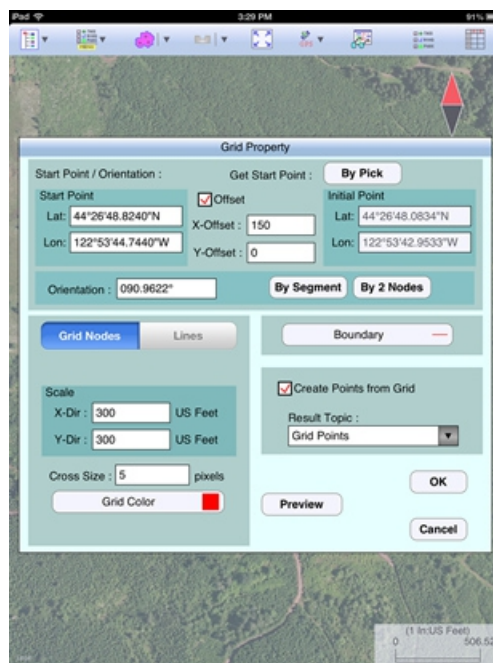 iPad 3:29 PM 91%
Grid Property
Start Point / Orientation : Get Start Point : By Pick
Start Point Offset Initial Point
Lat: 44°26'48.8240"N Lat: 44°26'48.0834"N
X-Offset : 150
Lon: 122°53'44.7440"W Lon: 122°53'42.9533"W
Y-Offset : 0
Orientation : 090.9622° By Segment By 2 Nodes
Grid Nodes Lines Boundary
Scale Create Points from Grid
X-Dir : 300 US Feet Result Topic :
Y-Dir : 300 US Feet Grid Points
Cross Size : 5 pixels OK
Grid Color Preview
Cancel
(1 In:US Feet)
0 506.52